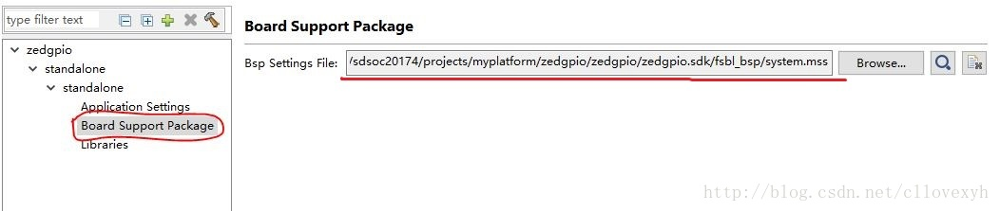 type filter text
zedgpio
standalone
standalone
Application Settings
Board Support Package
Libraries
Board Support Package
Bsp Settings File: /sdsoc20174/projects/myplatform/zedgpio/zedgpio/zedgpio.sdk/fsbl_bsp/system.mss Browse...
http://blog.csdn.net/cllovexyh